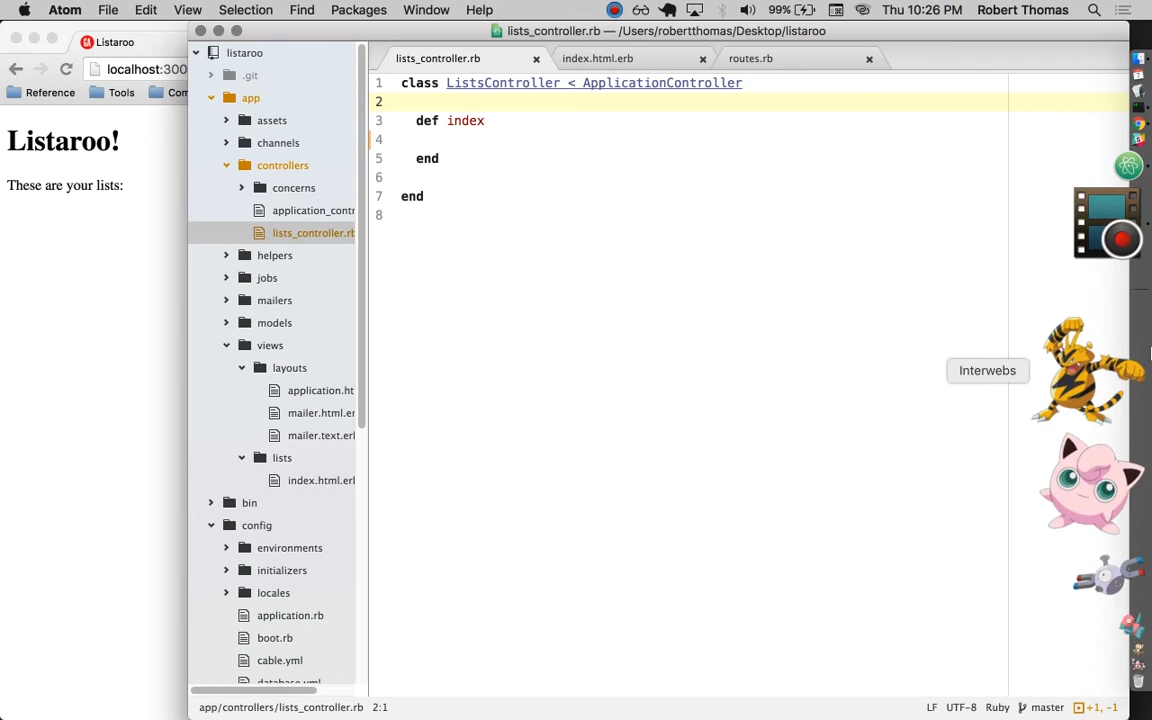 Atom File Edit View Selection Find Packages Window Help 99% Thu 10:26 PM Robert Thomas
lists_controller.rb — /Users/robertthomas/Desktop/listaroo
Listaroo
localhost:300
Reference Tools Com
Listaroo!
These are your lists:
listaroo
.git
app
assets
channels
controllers
concerns
application_contr
lists_controller.rb
helpers
jobs
mailers
models
views
layouts
application.ht
mailer.html.er
mailer.text.erl
lists
index.html.erl
bin
config
environments
initializers
locales
application.rb
boot.rb
cable.yml
database.yml
lists_controller.rb index.html.erb routes.rb
1 class ListsController < ApplicationController
2
3 def index
4
5 end
6
7 end
8
Interwebs
app/controllers/lists_controller.rb 2:1 LF UTF-8 Ruby master +1, -1